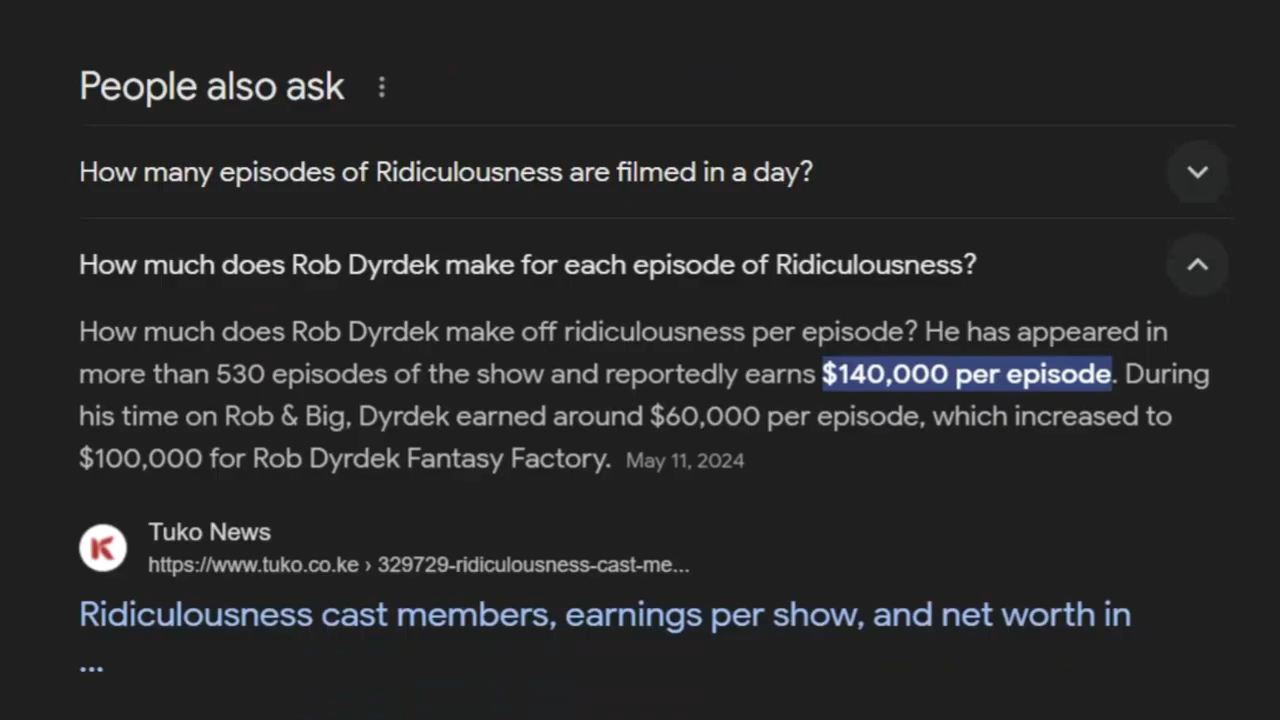 People also ask
How many episodes of Ridiculousness are filmed in a day?
How much does Rob Dyrdek make for each episode of Ridiculousness?
How much does Rob Dyrdek make off ridiculousness per episode? He has appeared in
more than 530 episodes of the show and reportedly earns $140,000 per episode. During
his time on Rob & Big, Dyrdek earned around $60,000 per episode, which increased to
$100,000 for Rob Dyrdek Fantasy Factory. May 11, 2024
Tuko News
https://www.tuko.co.ke › 329729-ridiculousness-cast-me...
Ridiculousness cast members, earnings per show, and net worth in
...